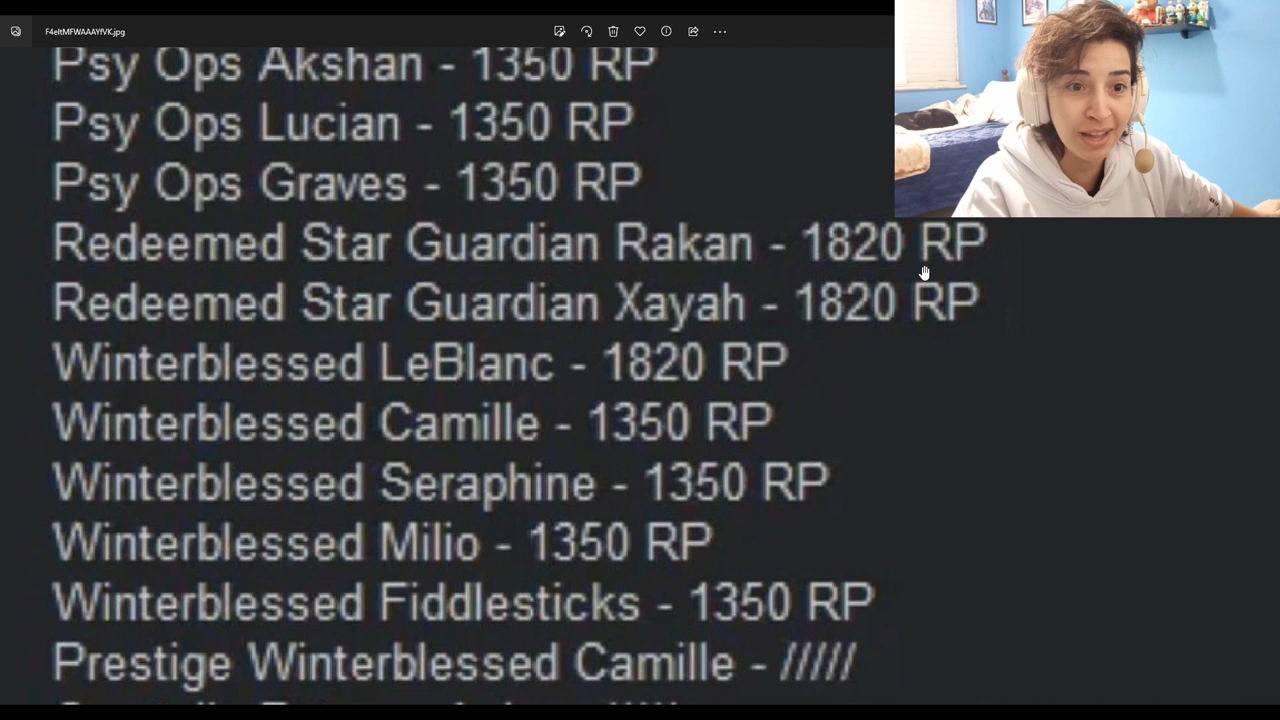 F4eltMFWAAAYfVK.jpg
Psy Ops Akshan - 1350 RP
Psy Ops Lucian - 1350 RP
Psy Ops Graves - 1350 RP
Redeemed Star Guardian Rakan - 1820 RP
Redeemed Star Guardian Xayah - 1820 RP
Winterblessed LeBlanc - 1820 RP
Winterblessed Camille - 1350 RP
Winterblessed Seraphine - 1350 RP
Winterblessed Milio - 1350 RP
Winterblessed Fiddlesticks - 1350 RP
Prestige Winterblessed Camille - /////